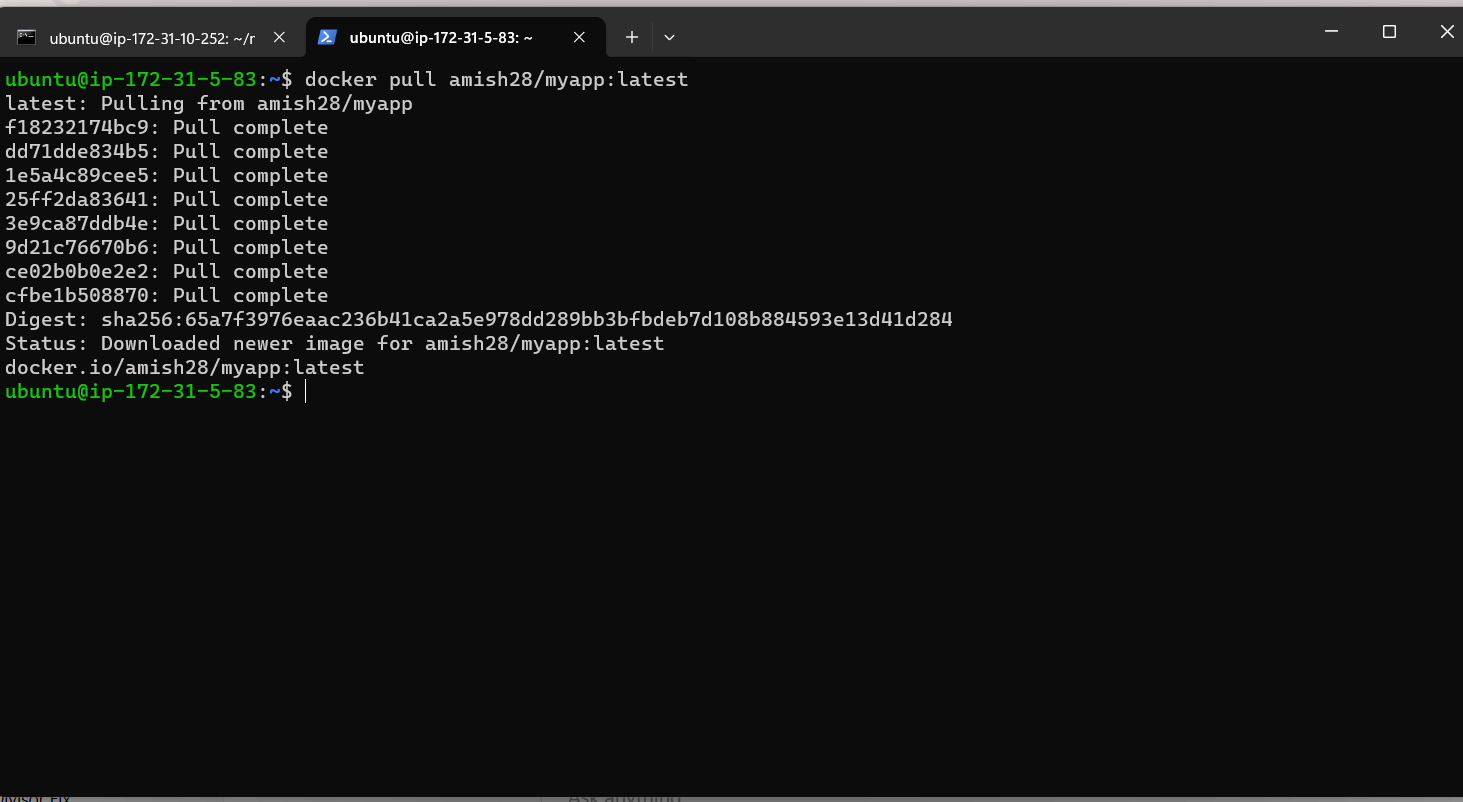 ubuntu@ip-172-31-10-252: ~/r
ubuntu@ip-172-31-5-83: ~
ubuntu@ip-172-31-5-83:~$ docker pull amish28/myapp:latest
latest: Pulling from amish28/myapp
f18232174bc9: Pull complete
dd71dde834b5: Pull complete
1e5a4c89cee5: Pull complete
25ff2da83641: Pull complete
3e9ca87ddb4e: Pull complete
9d21c76670b6: Pull complete
ce02b0b0e2e2: Pull complete
cfbe1b508870: Pull complete
Digest: sha256:65a7f3976eaac236b41ca2a5e978dd289bb3bfbdeb7d108b884593e13d41d284
Status: Downloaded newer image for amish28/myapp:latest
docker.io/amish28/myapp:latest
ubuntu@ip-172-31-5-83:~$
Ask anything